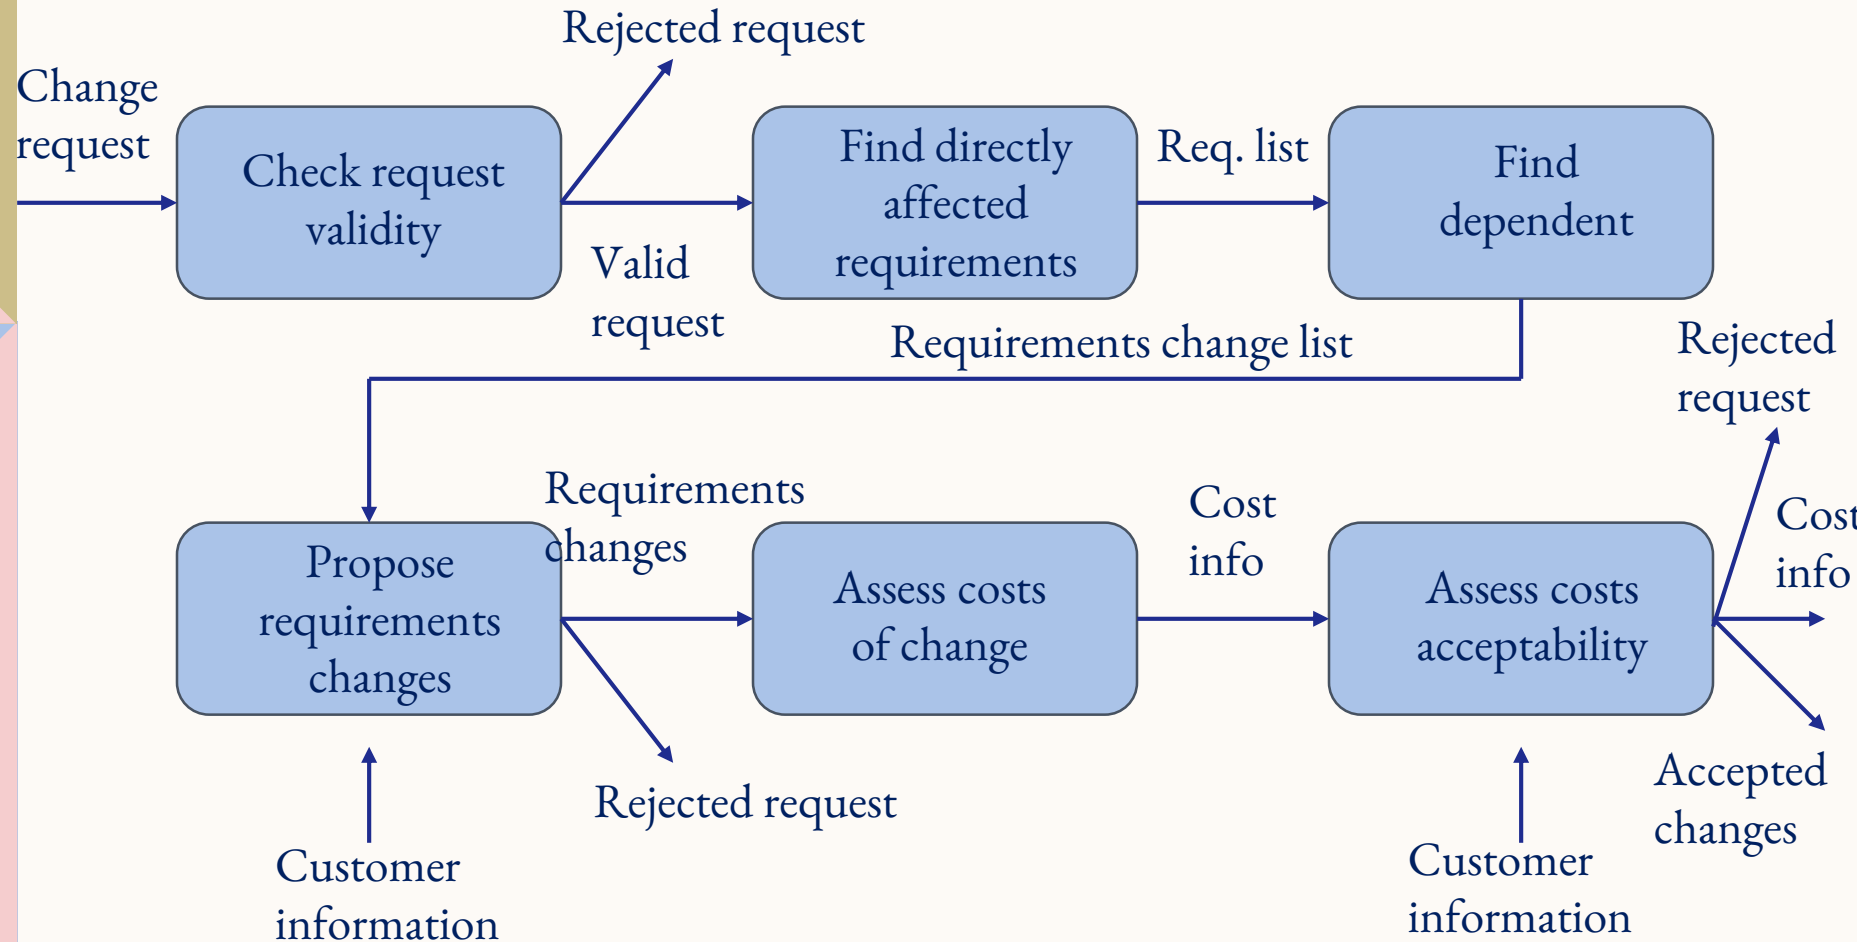 Rejected request
Change
request
Check request
validity
Valid
request
Find directly
affected
requirements
Req. list
Find
dependent
Requirements change list
Rejected
request
Propose
requirements
changes
Requirements
changes
Rejected request
Customer
information
Assess costs
of change
Cost
info
Assess costs
acceptability
Cost
info
Accepted
changes
Customer
information